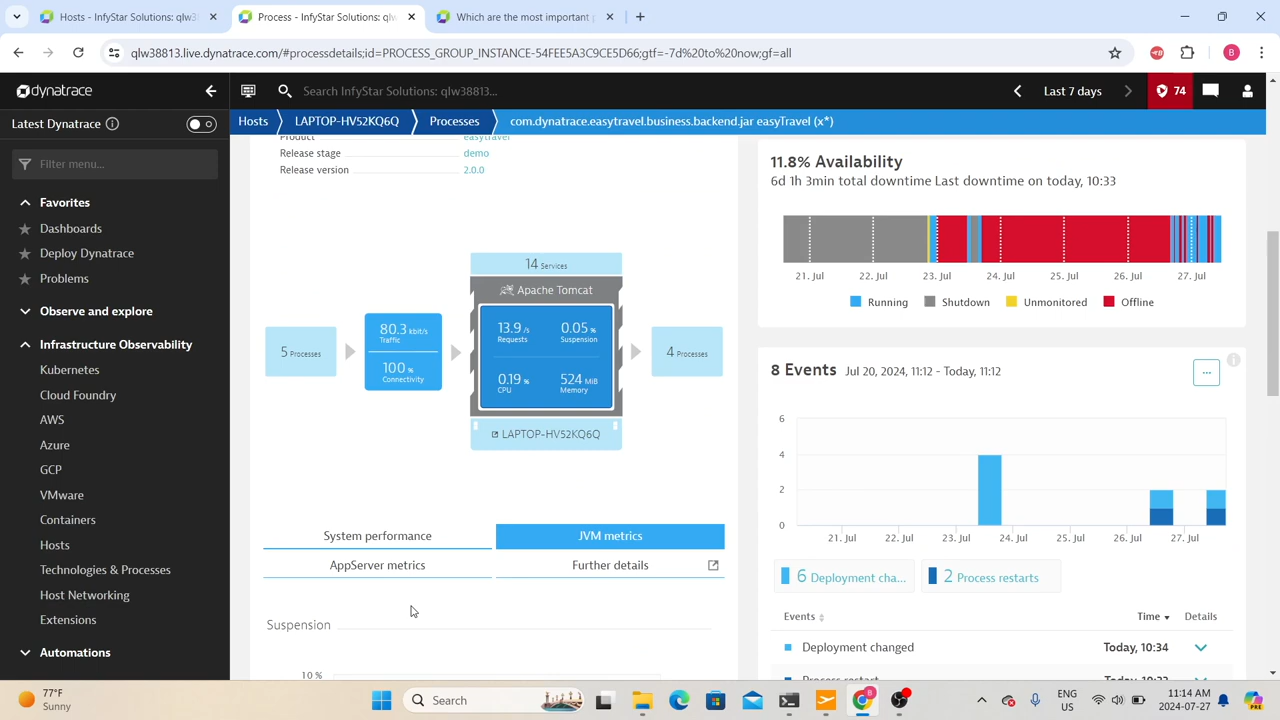 Hosts - InfyStar Solutions - ql
Process - InfyStar Solutions - ql
Which are the most important p
qlw38813.live.dynatrace.com/#processdetails;id=PROCESS_GROUP_INSTANCE-54FEE5A3C9CE5D66;gtf=-7d%20to%20now;gf=all
B
dynatrace
Search InfyStar Solutions: qlw38813...
Last 7 days
74
Latest Dynatrace
Hosts
LAPTOP-HV52KQ6Q
Processes
com.dynatrace.easytravel.business.backend.jar easyTravel (x*)
Filter menu...
Favorites
Dashboards
Deploy Dynatrace
Problems
Observe and explore
Infrastructure Observability
Kubernetes
Cloud Foundry
AWS
Azure
GCP
VMware
Containers
Hosts
Technologies & Processes
Host Networking
Extensions
Automations
Product easytravel
Release stage demo
Release version 2.0.0
14 Services
Apache Tomcat
5 Processes
80.3 kbit/s
Traffic
100 %
Connectivity
13.9 /s
Requests
0.05 %
Suspension
0.19 %
CPU
524 MiB
Memory
4 Processes
LAPTOP-HV52KQ6Q
System performance
JVM metrics
AppServer metrics
Further details
Suspension
10 %
11.8% Availability
6d 1h 3min total downtime Last downtime on today, 10:33
21. Jul 22. Jul 23. Jul 24. Jul 25. Jul 26. Jul 27. Jul
Running Shutdown Unmonitored Offline
8 Events Jul 20, 2024, 11:12 - Today, 11:12
...
6
4
2
0
21. Jul 22. Jul 23. Jul 24. Jul 25. Jul 26. Jul 27. Jul
6 Deployment cha...
2 Process restarts
Events Time Details
Deployment changed Today, 10:34
Process restart
77°F
Sunny
Search
ENG
US
11:14 AM
2024-07-27